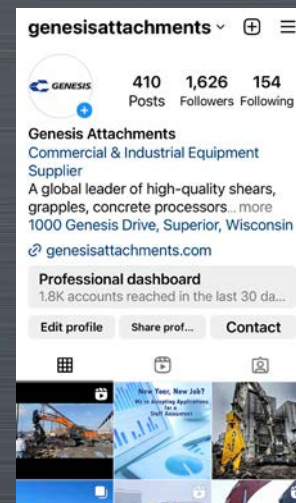 genesisattachments
GENESIS
410 1,626 154
Posts Followers Following
Genesis Attachments
Commercial & Industrial Equipment
Supplier
A global leader of high-quality shears,
grapples, concrete processors... more
1000 Genesis Drive, Superior, Wisconsin
genesisattachments.com
Professional dashboard
1.8K accounts reached in the last 30 da...
Edit profile Share prof... Contact
New Year, New Job?
We're Accepting Applications
for a
Staff Accountant